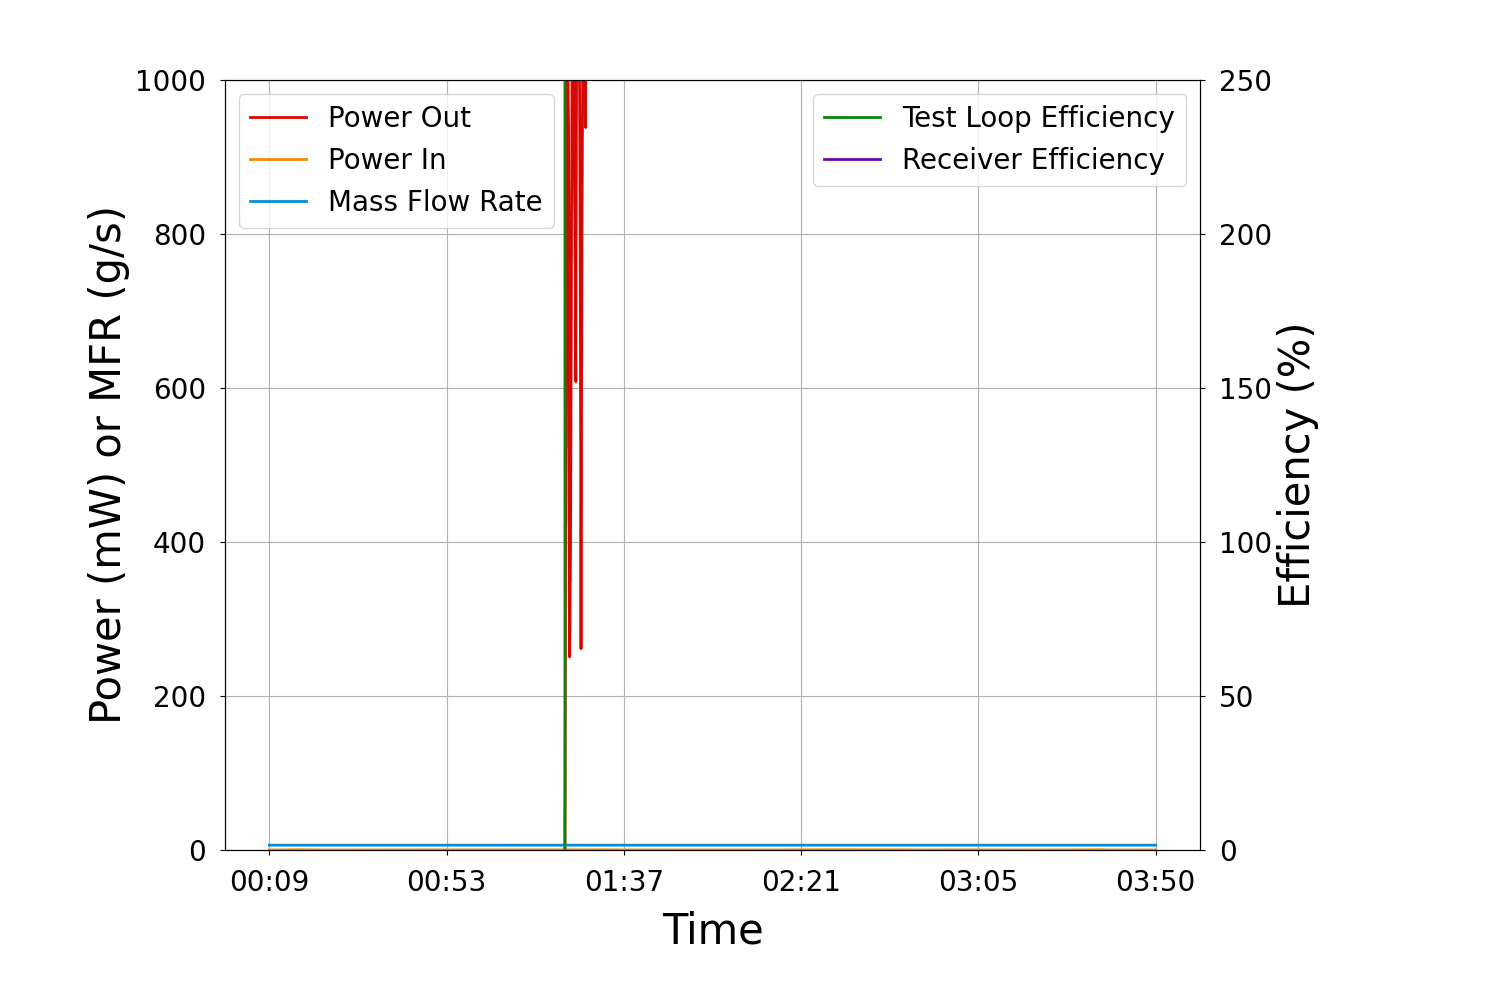 Power (mW) or MFR (g/s)
1000
800
600
400
200
0
Power Out
Power In
Mass Flow Rate
Test Loop Efficiency
Receiver Efficiency
250
200
150
100
50
0
Efficiency (%)
00:09 00:53 01:37 02:21 03:05 03:50
Time